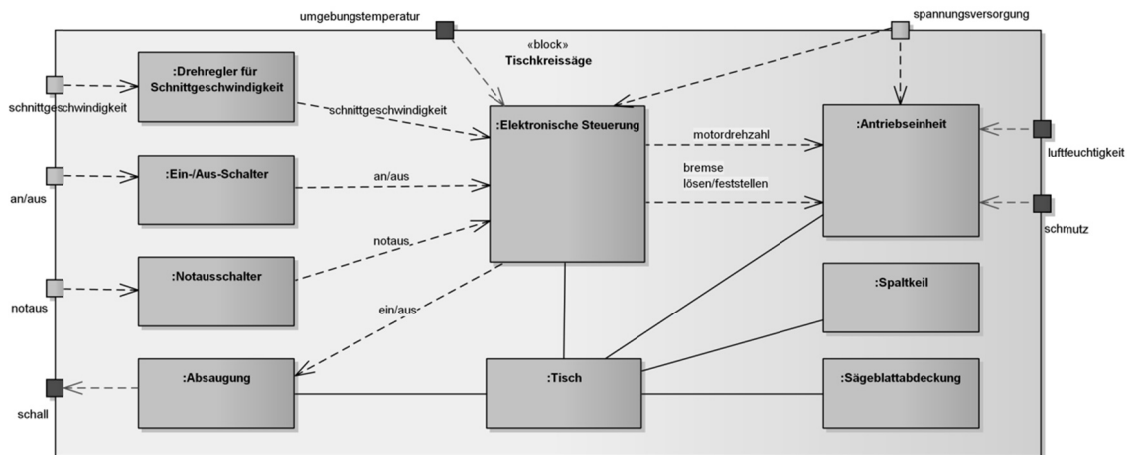 umgebungstemperatur
spannungsversorgung
«block»
Tischkreissäge
:Drehregler für
Schnittgeschwindigkeit
schnittgeschwindigkeit
schnittgeschwindigkeit
:Elektronische Steuerung
:Antriebseinheit
motordrehzahl
luftfeuchtigkeit
:Ein-/Aus-Schalter
an/aus
bremse
lösen/feststellen
an/aus
schmutz
notaus
:Notausschalter
:Spaltkeil
notaus
ein/aus
:Absaugung
:Tisch
:Sägeblattabdeckung
schall